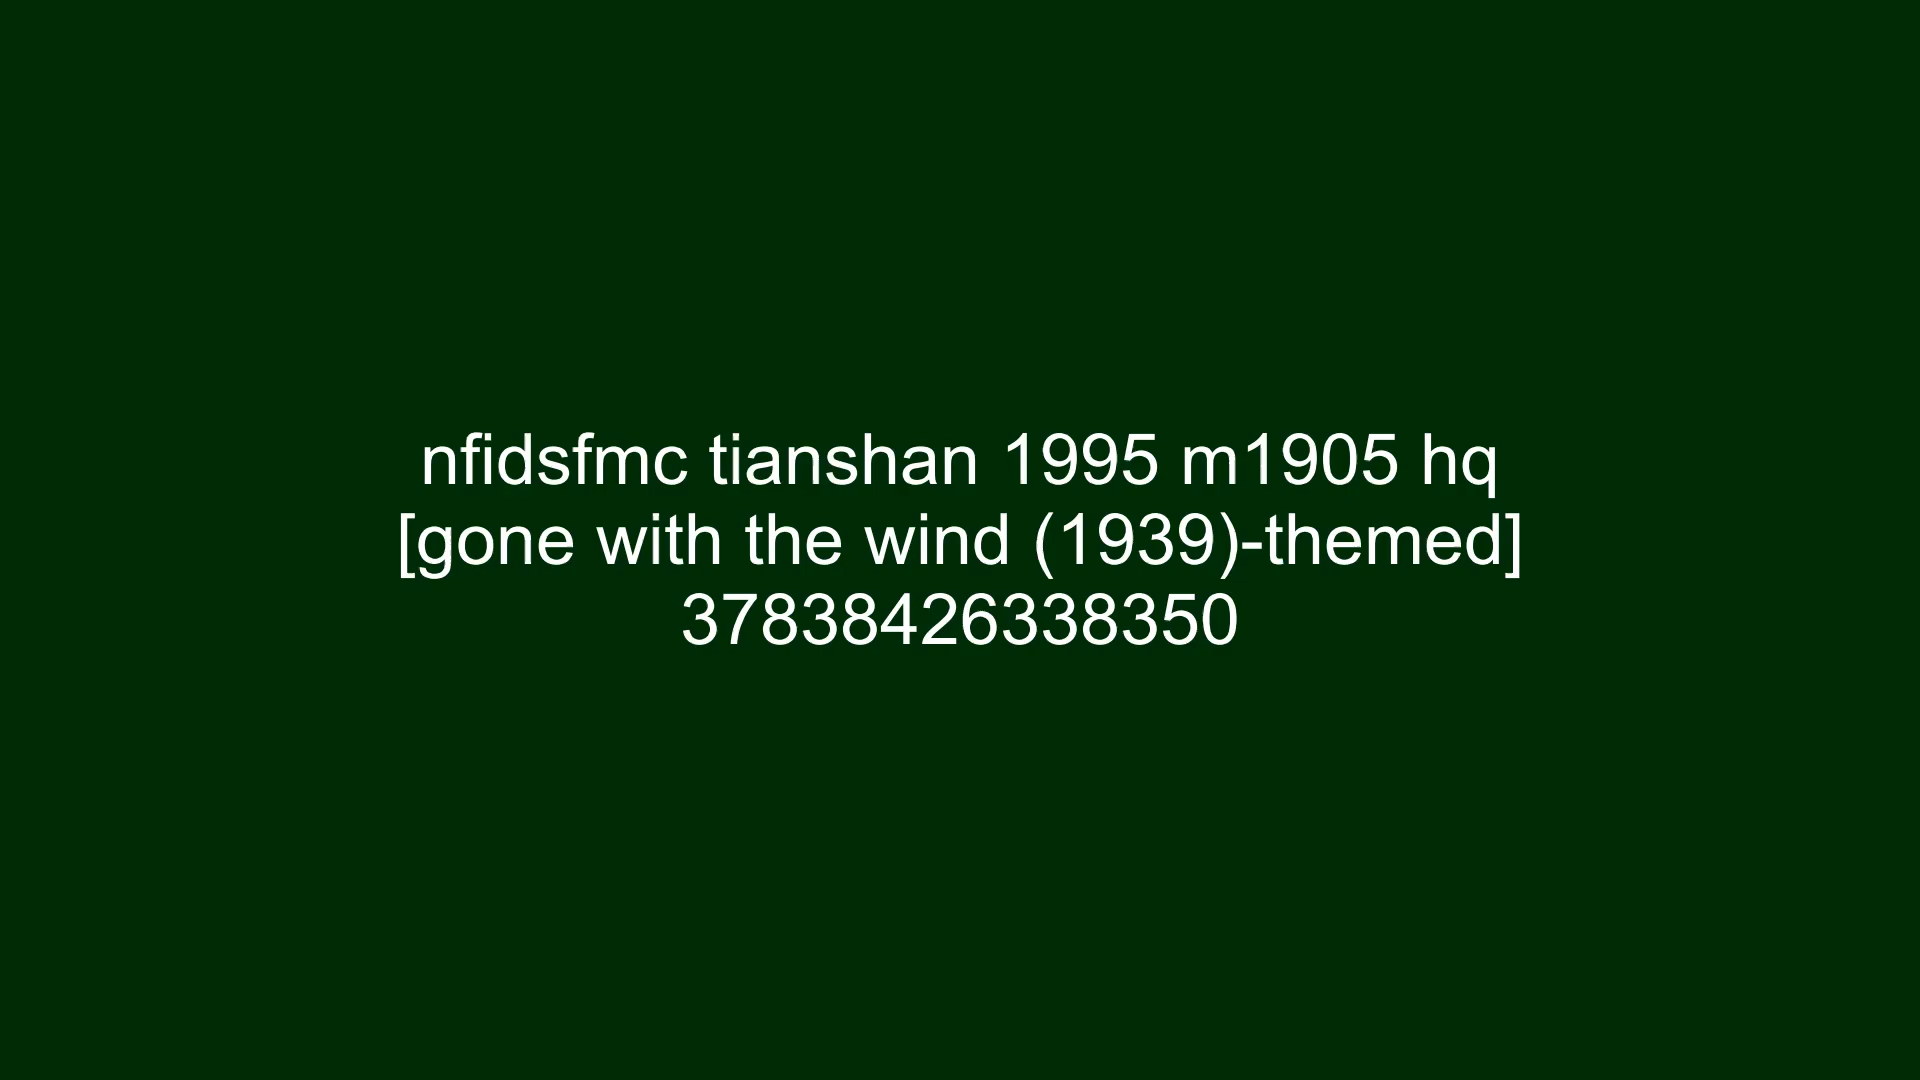 nfidsfmc tianshan 1995 m1905 hq
[gone with the wind (1939)-themed]
37838426338350